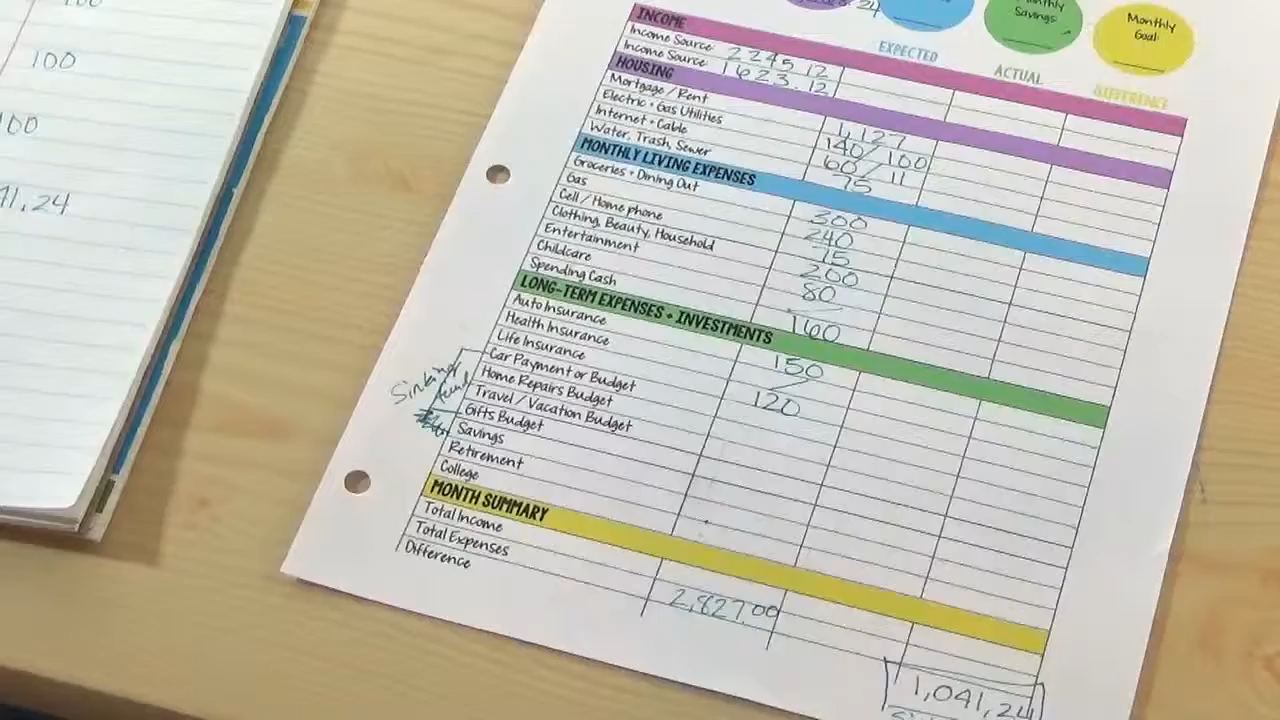 100
100
100
41.24
Monthly
Savings:
Monthly
Goal:
INCOME
EXPECTED
ACTUAL
DIFFERENCE
Income Source: 2245.12
Income Source: 1623.12
HOUSING
Mortgage / Rent
Electric + Gas Utilities 140/100
Internet + Cable 60/11
Water, Trash, Sewer 75
MONTHLY LIVING EXPENSES
Groceries + Dining Out 300
Gas 240
Cell / Home phone 75
Clothing, Beauty, Household 200
Entertainment 80
Childcare
Spending Cash 160
LONG-TERM EXPENSES + INVESTMENTS
Auto Insurance 150
Health Insurance
Life Insurance 120
Car Payment or Budget
Home Repairs Budget
Travel / Vacation Budget
Gifts Budget
Sinking
fund
Savings
Retirement
College
MONTH SUMMARY
Total Income
Total Expenses 2,827.00
Difference
1,041.24